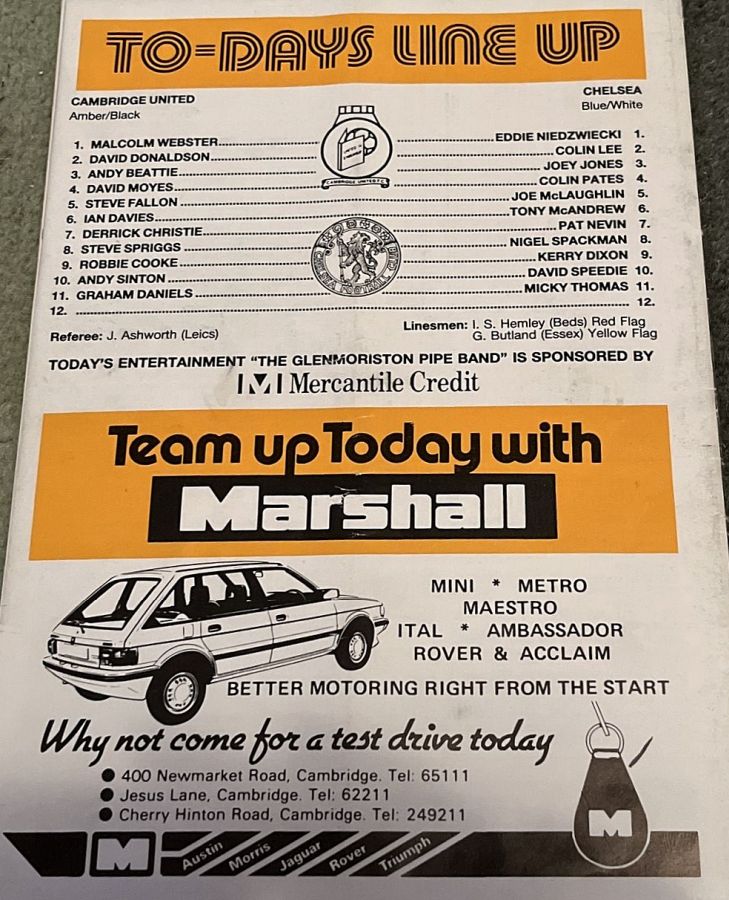 TO-DAYS LINE UP
CAMBRIDGE UNITED
Amber/Black
CHELSEA
Blue/White
1. MALCOLM WEBSTER EDDIE NIEDZWIECKI 1.
2. DAVID DONALDSON COLIN LEE 2.
3. ANDY BEATTIE JOEY JONES 3.
4. DAVID MOYES COLIN PATES 4.
5. STEVE FALLON JOE McLAUGHLIN 5.
6. IAN DAVIES TONY McANDREW 6.
7. DERRICK CHRISTIE PAT NEVIN 7.
8. STEVE SPRIGGS NIGEL SPACKMAN 8.
9. ROBBIE COOKE KERRY DIXON 9.
10. ANDY SINTON DAVID SPEEDIE 10.
11. GRAHAM DANIELS MICKY THOMAS 11.
12. 12.
CAMBRIDGE UNITED F.C.
CHELSEA FOOTBALL CLUB
Referee: J. Ashworth (Leics)
Linesmen: I. S. Hemley (Beds) Red Flag
G. Butland (Essex) Yellow Flag
TODAY'S ENTERTAINMENT "THE GLENMORISTON PIPE BAND" IS SPONSORED BY
Mercantile Credit
Team up Today with
Marshall
MINI * METRO
MAESTRO
ITAL * AMBASSADOR
ROVER & ACCLAIM
BETTER MOTORING RIGHT FROM THE START
Why not come for a test drive today
● 400 Newmarket Road, Cambridge. Tel: 65111
● Jesus Lane, Cambridge. Tel: 62211
● Cherry Hinton Road, Cambridge. Tel: 249211
M
M Austin Morris Jaguar Rover Triumph